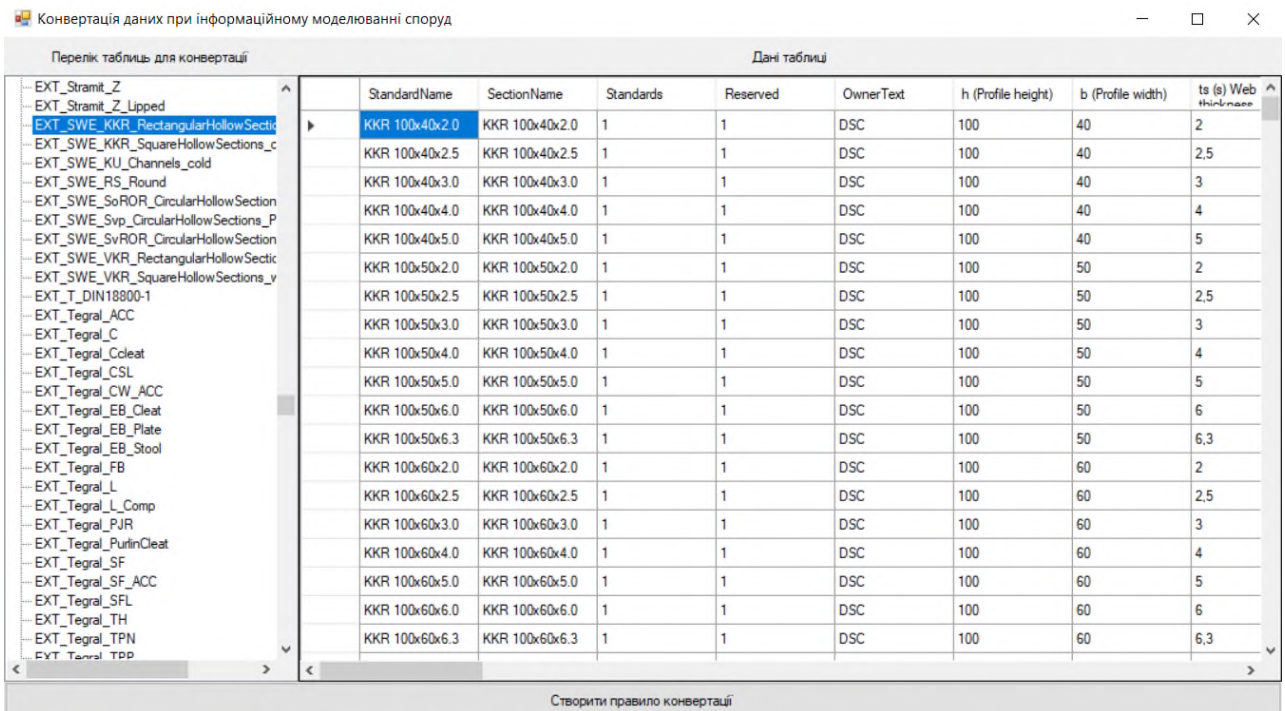 Конвертація даних при інформаційному моделюванні споруд
Перелік таблиць для конвертації
Дані таблиці
EXT_Stramit_Z
EXT_Stramit_Z_Lipped
EXT_SWE_KKR_RectangularHollowSectic
EXT_SWE_KKR_SquareHollowSections_c
EXT_SWE_KU_Channels_cold
EXT_SWE_RS_Round
EXT_SWE_SoROR_CircularHollowSection
EXT_SWE_Svp_CircularHollowSections_P
EXT_SWE_SvROR_CircularHollowSection
EXT_SWE_VKR_RectangularHollowSectic
EXT_SWE_VKR_SquareHollowSections_v
EXT_T_DIN18800-1
EXT_Tegral_ACC
EXT_Tegral_C
EXT_Tegral_Ccleat
EXT_Tegral_CSL
EXT_Tegral_CW_ACC
EXT_Tegral_EB_Cleat
EXT_Tegral_EB_Plate
EXT_Tegral_EB_Stool
EXT_Tegral_FB
EXT_Tegral_L
EXT_Tegral_L_Comp
EXT_Tegral_PJR
EXT_Tegral_PurlinCleat
EXT_Tegral_SF
EXT_Tegral_SF_ACC
EXT_Tegral_SFL
EXT_Tegral_TH
EXT_Tegral_TPN
EXT_Tegral_TPP
StandardName SectionName Standards Reserved OwnerText h (Profile height) b (Profile width) ts (s) Web
thickness
KKR 100x40x2.0 KKR 100x40x2.0 1 1 DSC 100 40 2
KKR 100x40x2.5 KKR 100x40x2.5 1 1 DSC 100 40 2,5
KKR 100x40x3.0 KKR 100x40x3.0 1 1 DSC 100 40 3
KKR 100x40x4.0 KKR 100x40x4.0 1 1 DSC 100 40 4
KKR 100x40x5.0 KKR 100x40x5.0 1 1 DSC 100 40 5
KKR 100x50x2.0 KKR 100x50x2.0 1 1 DSC 100 50 2
KKR 100x50x2.5 KKR 100x50x2.5 1 1 DSC 100 50 2,5
KKR 100x50x3.0 KKR 100x50x3.0 1 1 DSC 100 50 3
KKR 100x50x4.0 KKR 100x50x4.0 1 1 DSC 100 50 4
KKR 100x50x5.0 KKR 100x50x5.0 1 1 DSC 100 50 5
KKR 100x50x6.0 KKR 100x50x6.0 1 1 DSC 100 50 6
KKR 100x50x6.3 KKR 100x50x6.3 1 1 DSC 100 50 6,3
KKR 100x60x2.0 KKR 100x60x2.0 1 1 DSC 100 60 2
KKR 100x60x2.5 KKR 100x60x2.5 1 1 DSC 100 60 2,5
KKR 100x60x3.0 KKR 100x60x3.0 1 1 DSC 100 60 3
KKR 100x60x4.0 KKR 100x60x4.0 1 1 DSC 100 60 4
KKR 100x60x5.0 KKR 100x60x5.0 1 1 DSC 100 60 5
KKR 100x60x6.0 KKR 100x60x6.0 1 1 DSC 100 60 6
KKR 100x60x6.3 KKR 100x60x6.3 1 1 DSC 100 60 6,3
Створити правило конвертації